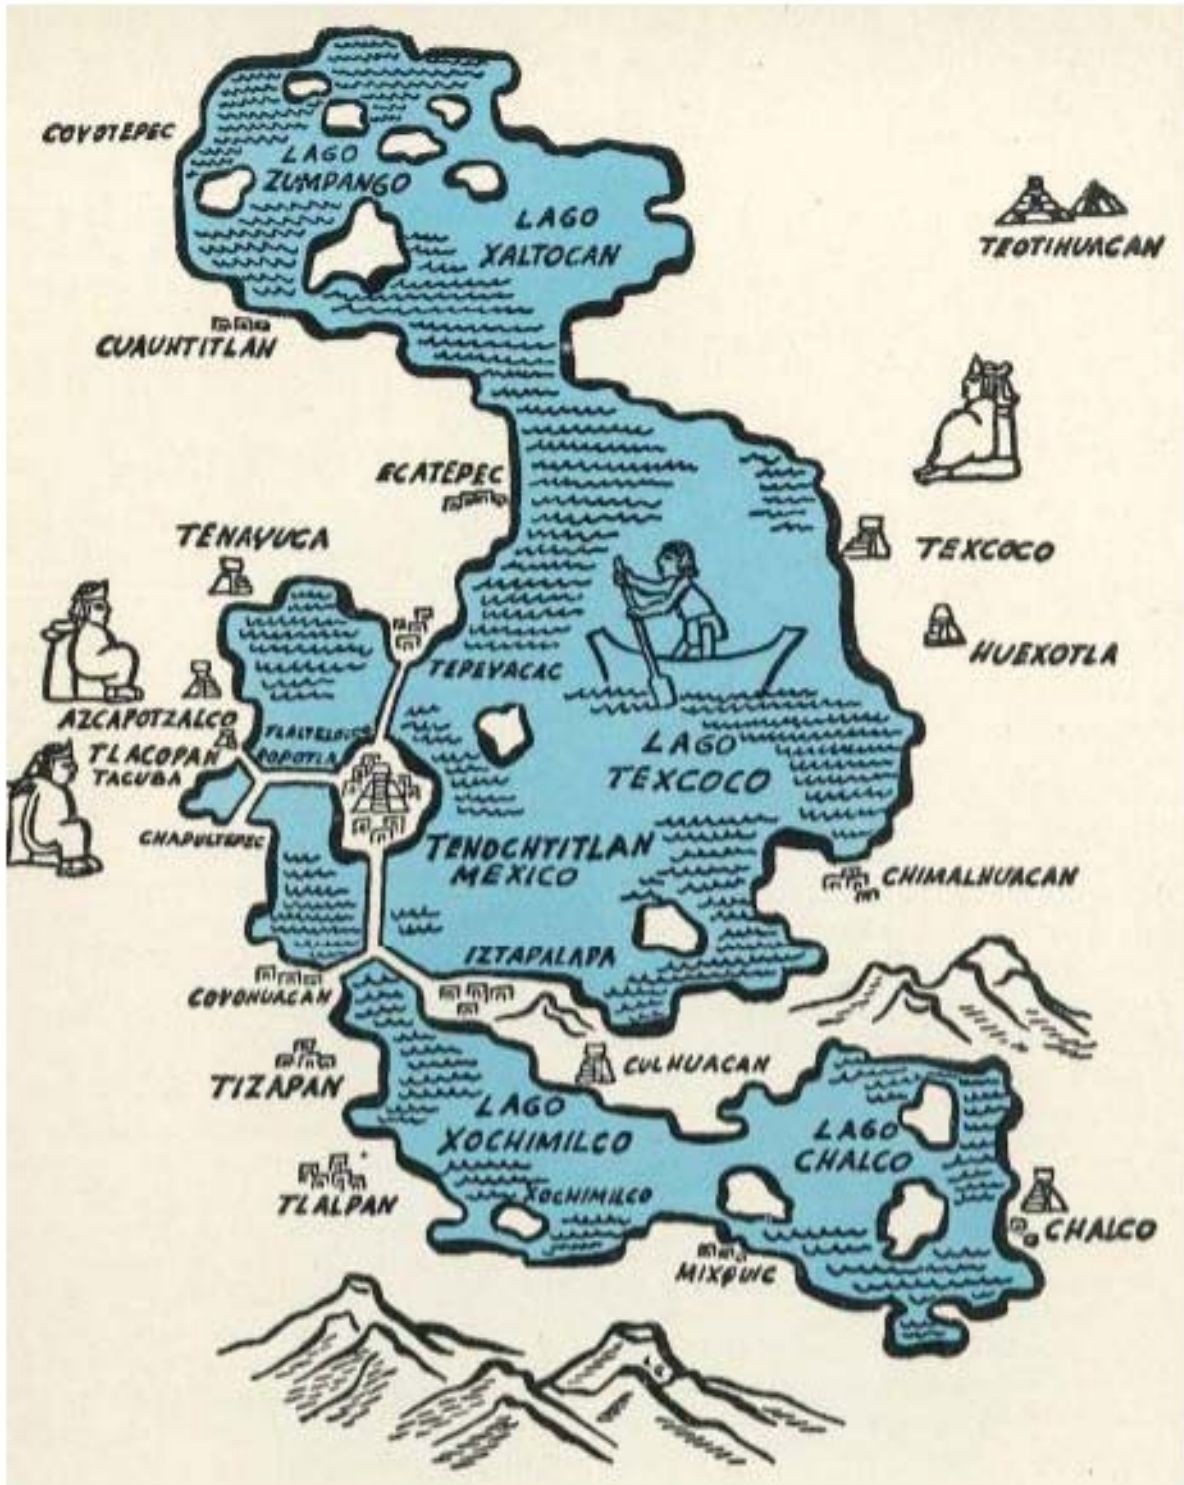 COYOTEPEC
LAGO
ZUMPANGO
LAGO
XALTOCAN
TEOTIHUACAN
CUAUHTITLAN
ECATEPEC
TENAYUCA
TEXCOCO
HUEXOTLA
TEPEYACAC
AZCAPOTZALCO
TLALTELOLCO
POPOTLA
TLACOPAN
TACUBA
LAGO
TEXCOCO
CHAPULTEPEC
TENOCHTITLAN
MEXICO
CHIMALHUACAN
IZTAPALAPA
COYOHUACAN
CULHUACAN
TIZAPAN
LAGO
XOCHIMILCO
LAGO
CHALCO
XOCHIMILCO
TLALPAN
CHALCO
MIXQUIC